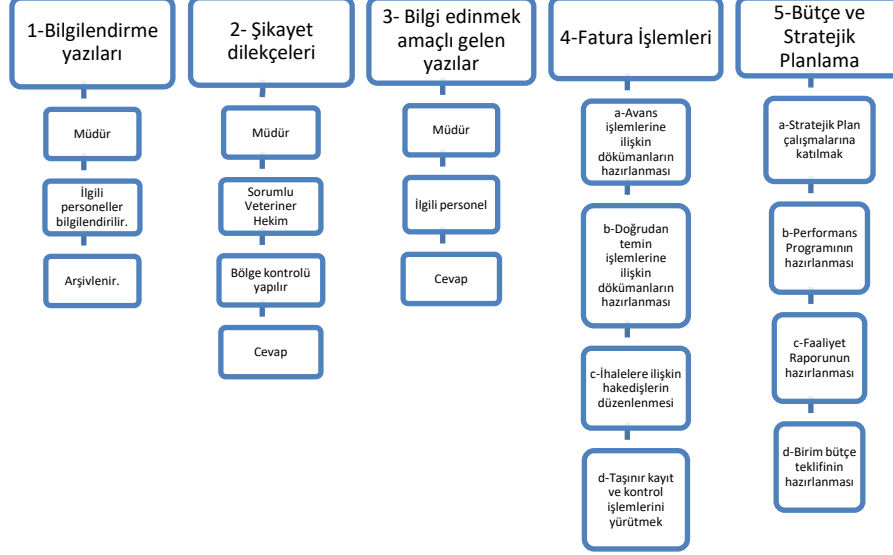 1-Bilgilendirme
yazıları
Müdür
İlgili
personeller
bilgilendirilir.
Arşivlenir.
2- Şikayet
dilekçeleri
Müdür
Sorumlu
Veteriner
Hekim
Bölge kontrolü
yapılır
Cevap
3- Bilgi edinmek
amaçlı gelen
yazılar
Müdür
İlgili personel
Cevap
4-Fatura İşlemleri
a-Avans
işlemlerine
ilişkin
dökümanların
hazırlanması
b-Doğrudan
temin
işlemlerine
ilişkin
dökümanların
hazırlanması
c-İhalelere ilişkin
hakedişlerin
düzenlenmesi
d-Taşınır kayıt
ve kontrol
işlemlerini
yürütmek
5-Bütçe ve
Stratejik
Planlama
a-Stratejik Plan
çalışmalarına
katılmak
b-Performans
Programının
hazırlanması
c-Faaliyet
Raporunun
hazırlanması
d-Birim bütçe
teklifinin
hazırlanması